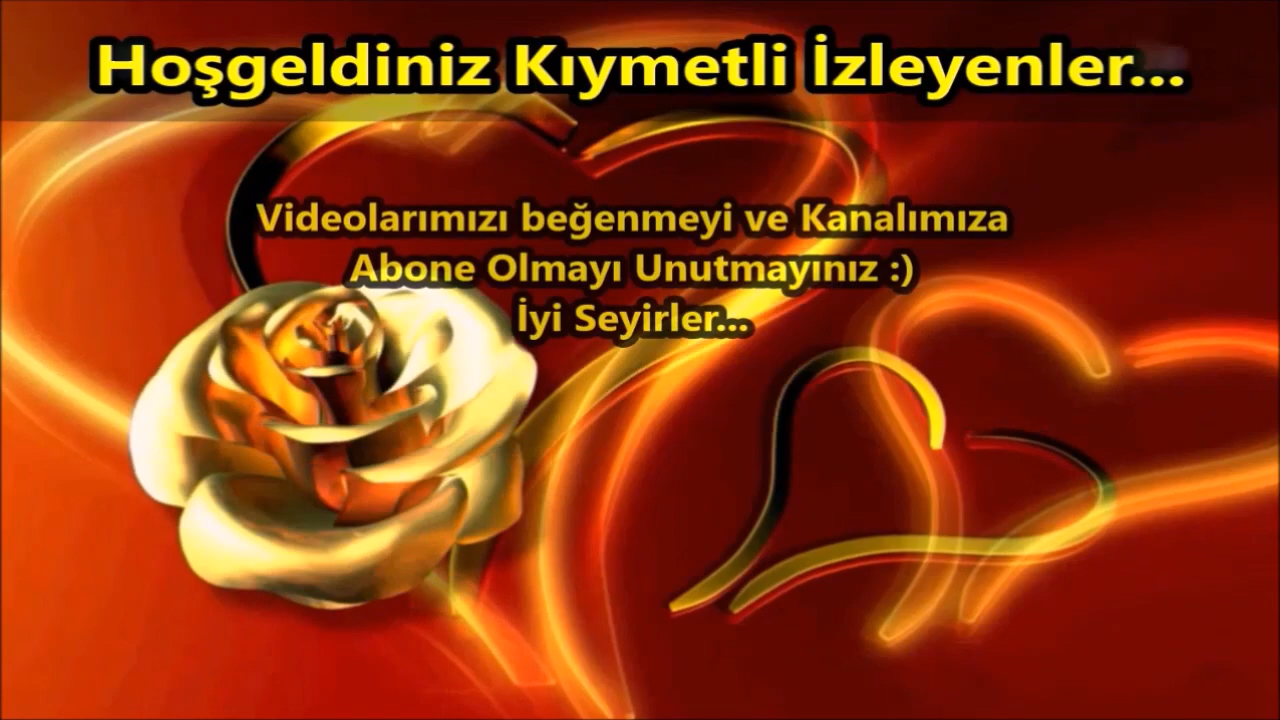 Hoşgeldiniz Kıymetli İzleyenler...
Videolarımızı beğenmeyi ve Kanalımıza
Abone Olmayı Unutmayınız :)
İyi Seyirler...